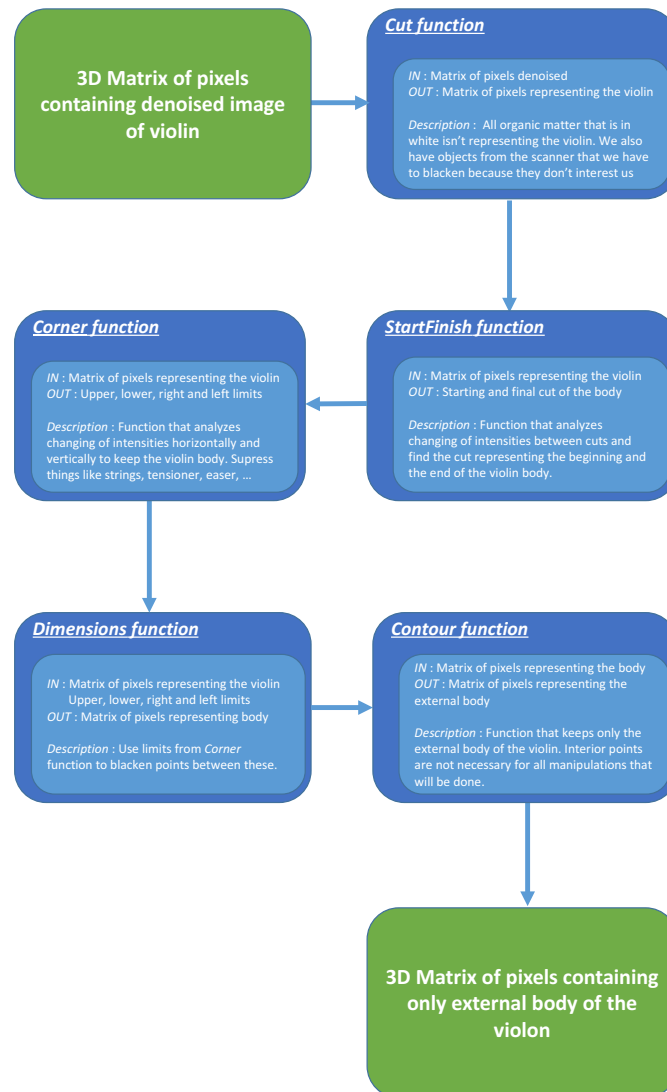 3D Matrix of pixels
containing denoised image
of violin
Cut function
IN : Matrix of pixels denoised
OUT : Matrix of pixels representing the violin
Description : All organic matter that is in
white isn't representing the violin. We also
have objects from the scanner that we have
to blacken because they don't interest us
StartFinish function
IN : Matrix of pixels representing the violin
OUT : Starting and final cut of the body
Description : Function that analyzes
changing of intensities between cuts and
find the cut representing the beginning and
the end of the violin body.
Corner function
IN : Matrix of pixels representing the violin
OUT : Upper, lower, right and left limits
Description : Function that analyzes
changing of intensities horizontally and
vertically to keep the violin body. Supress
things like strings, tensioner, easer, ...
Dimensions function
IN : Matrix of pixels representing the violin
Upper, lower, right and left limits
OUT : Matrix of pixels representing body
Description : Use limits from Corner
function to blacken points between these.
Contour function
IN : Matrix of pixels representing the body
OUT : Matrix of pixels representing the
external body
Description : Function that keeps only the
external body of the violin. Interior points
are not necessary for all manipulations that
will be done.
3D Matrix of pixels containing
only external body of the
violon